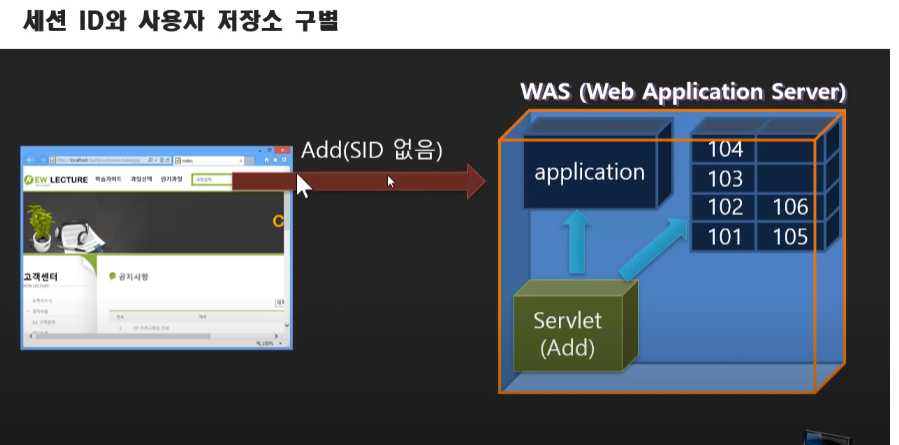 세션 ID와 사용자 저장소 구별
WAS (Web Application Server)
Add(SID 없음)
application
104
103
102 106
101 105
Servlet
(Add)
index
NEW LECTURE 학습가이드 과정선택 인기과정
C
고객센터
공지사항